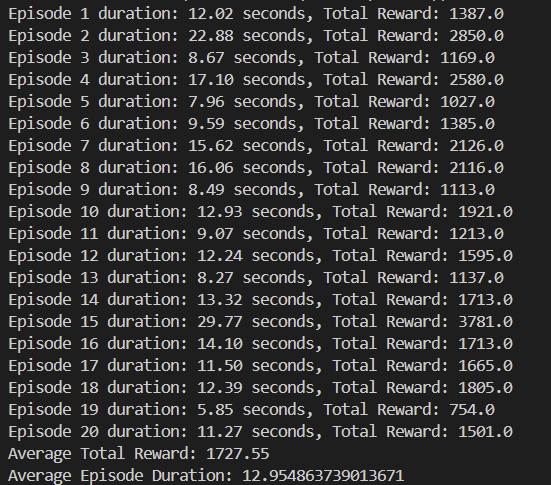 Episode 1 duration: 12.02 seconds, Total Reward: 1387.0
Episode 2 duration: 22.88 seconds, Total Reward: 2850.0
Episode 3 duration: 8.67 seconds, Total Reward: 1169.0
Episode 4 duration: 17.10 seconds, Total Reward: 2580.0
Episode 5 duration: 7.96 seconds, Total Reward: 1027.0
Episode 6 duration: 9.59 seconds, Total Reward: 1385.0
Episode 7 duration: 15.62 seconds, Total Reward: 2126.0
Episode 8 duration: 16.06 seconds, Total Reward: 2116.0
Episode 9 duration: 8.49 seconds, Total Reward: 1113.0
Episode 10 duration: 12.93 seconds, Total Reward: 1921.0
Episode 11 duration: 9.07 seconds, Total Reward: 1213.0
Episode 12 duration: 12.24 seconds, Total Reward: 1595.0
Episode 13 duration: 8.27 seconds, Total Reward: 1137.0
Episode 14 duration: 13.32 seconds, Total Reward: 1713.0
Episode 15 duration: 29.77 seconds, Total Reward: 3781.0
Episode 16 duration: 14.10 seconds, Total Reward: 1713.0
Episode 17 duration: 11.50 seconds, Total Reward: 1665.0
Episode 18 duration: 12.39 seconds, Total Reward: 1805.0
Episode 19 duration: 5.85 seconds, Total Reward: 754.0
Episode 20 duration: 11.27 seconds, Total Reward: 1501.0
Average Total Reward: 1727.55
Average Episode Duration: 12.954863739013671